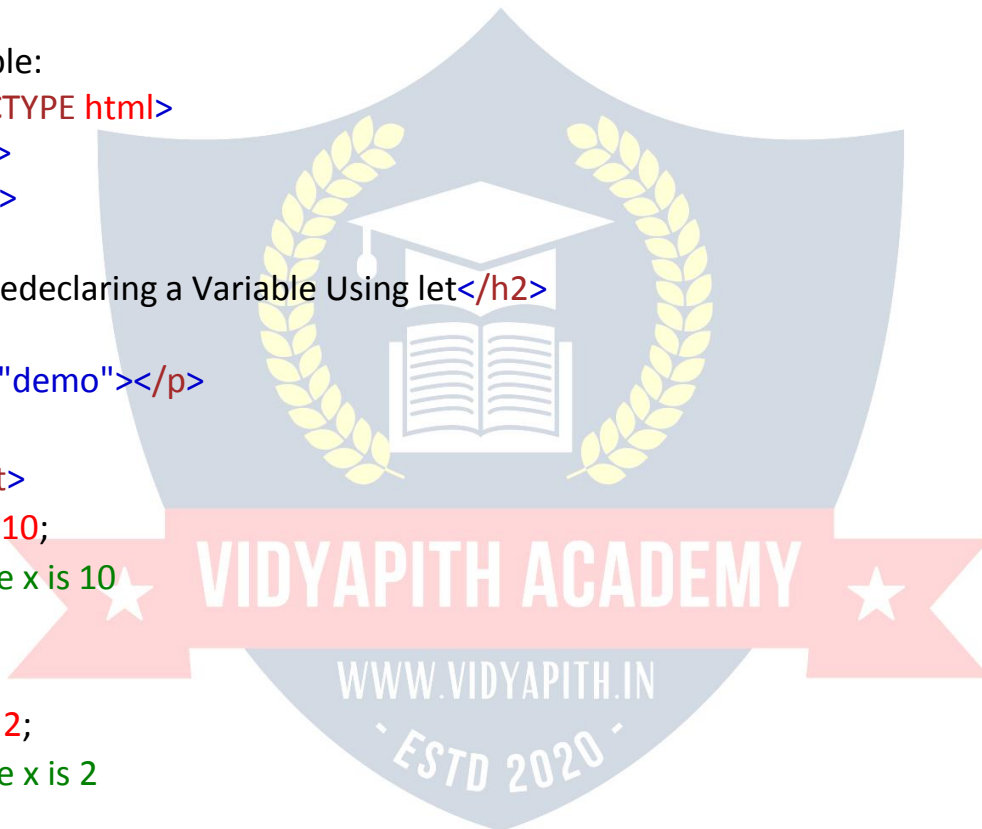 ple:
CTYPE html>
>
>
edeclaring a Variable Using let</h2>
"demo"></p>
t>
10;
e x is 10
VIDYAPITH ACADEMY
WWW.VIDYAPITH.IN
2;
e x is 2
- ESTD 2020 -